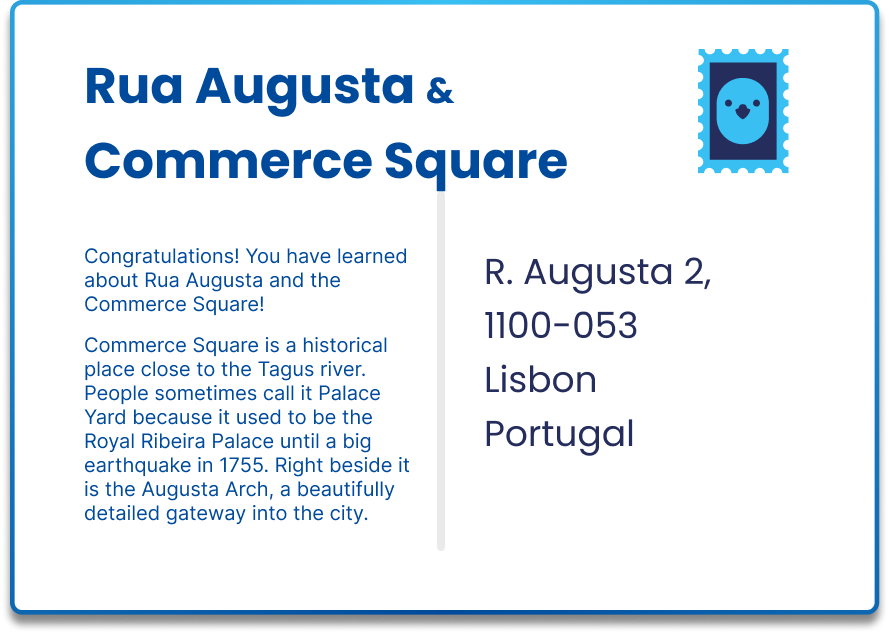 Rua Augusta &
Commerce Square
Congratulations! You have learned
about Rua Augusta and the
Commerce Square!
Commerce Square is a historical
place close to the Tagus river.
People sometimes call it Palace
Yard because it used to be the
Royal Ribeira Palace until a big
earthquake in 1755. Right beside it
is the Augusta Arch, a beautifully
detailed gateway into the city.
R. Augusta 2,
1100-053
Lisbon
Portugal